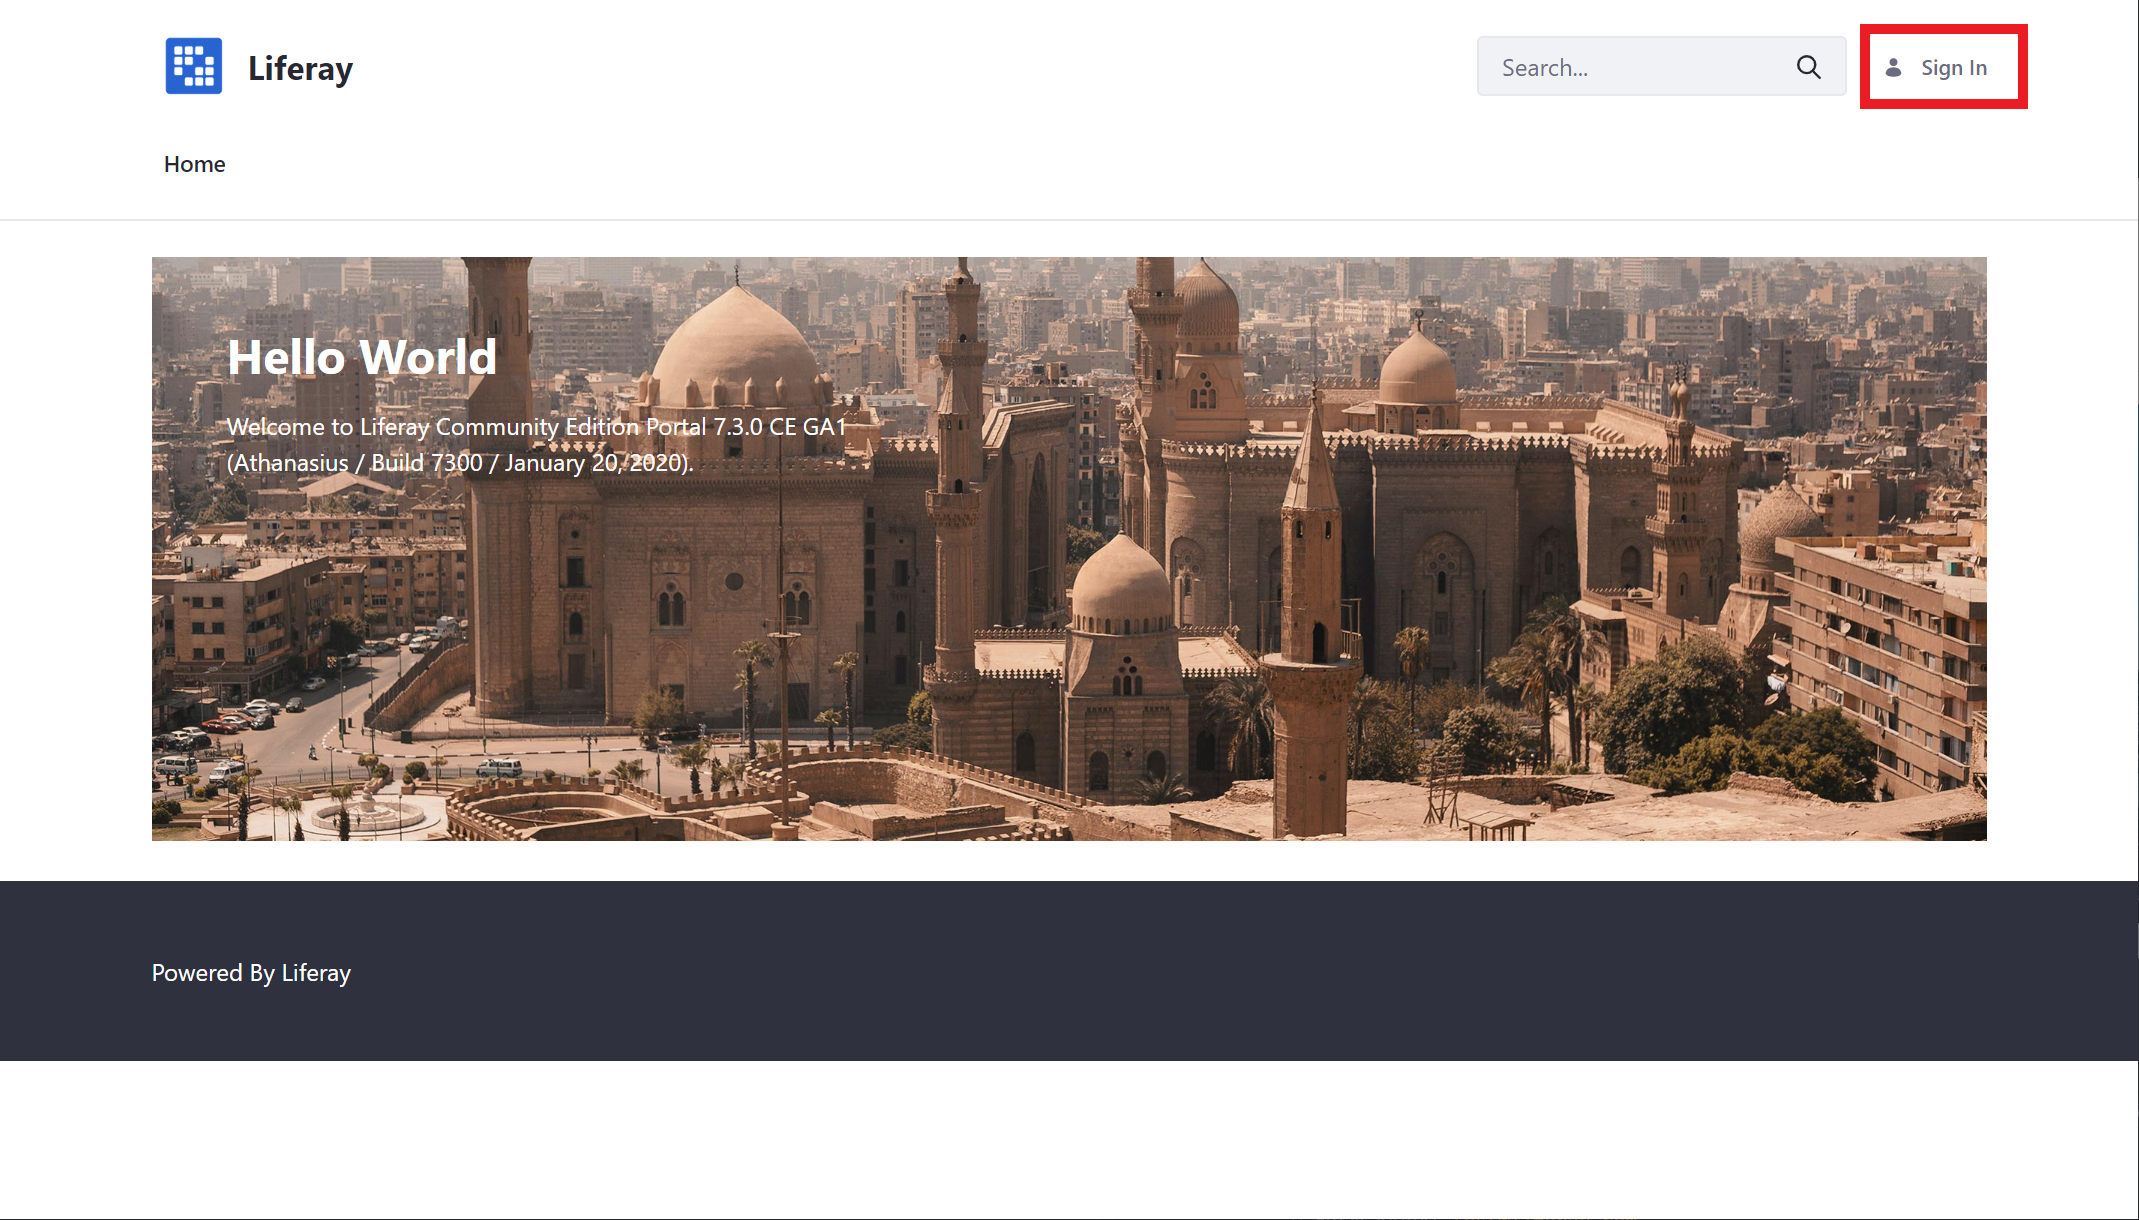 Liferay
Search...
Sign In
Home
Hello World
Welcome to Liferay Community Edition Portal 7.3.0 CE GA1
(Athanasius / Build 7300 / January 20, 2020).
Powered By Liferay